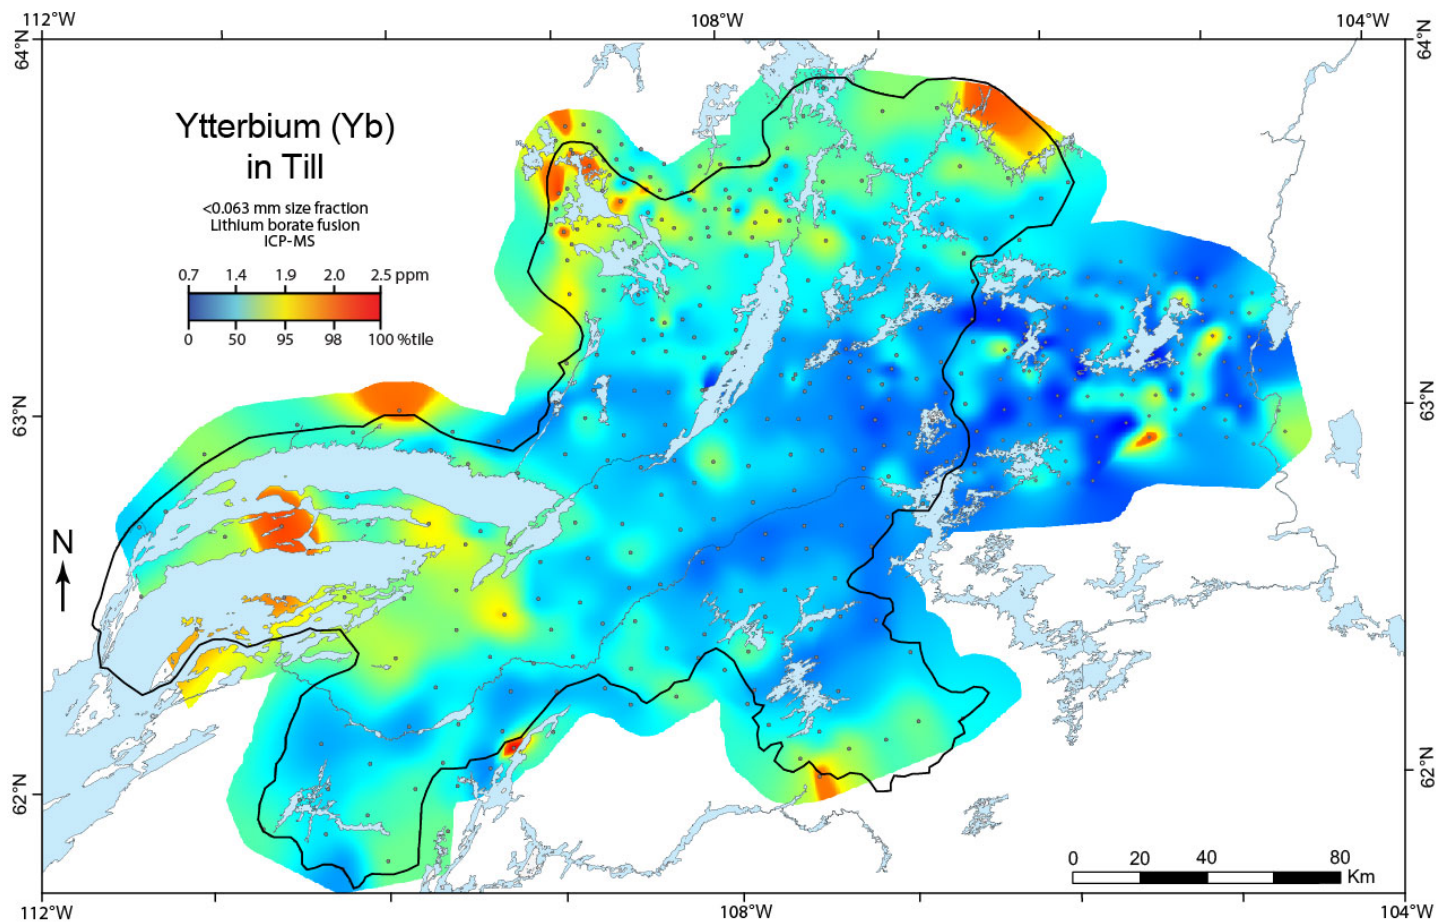 112°W 108°W 104°W
64°N 64°N
Ytterbium (Yb)
in Till
<0.063 mm size fraction
Lithium borate fusion
ICP-MS
0.7 1.4 1.9 2.0 2.5 ppm
0 50 95 98 100 %tile
63°N 63°N
N
62°N 62°N
0 20 40 80 Km
112°W 108°W 104°W